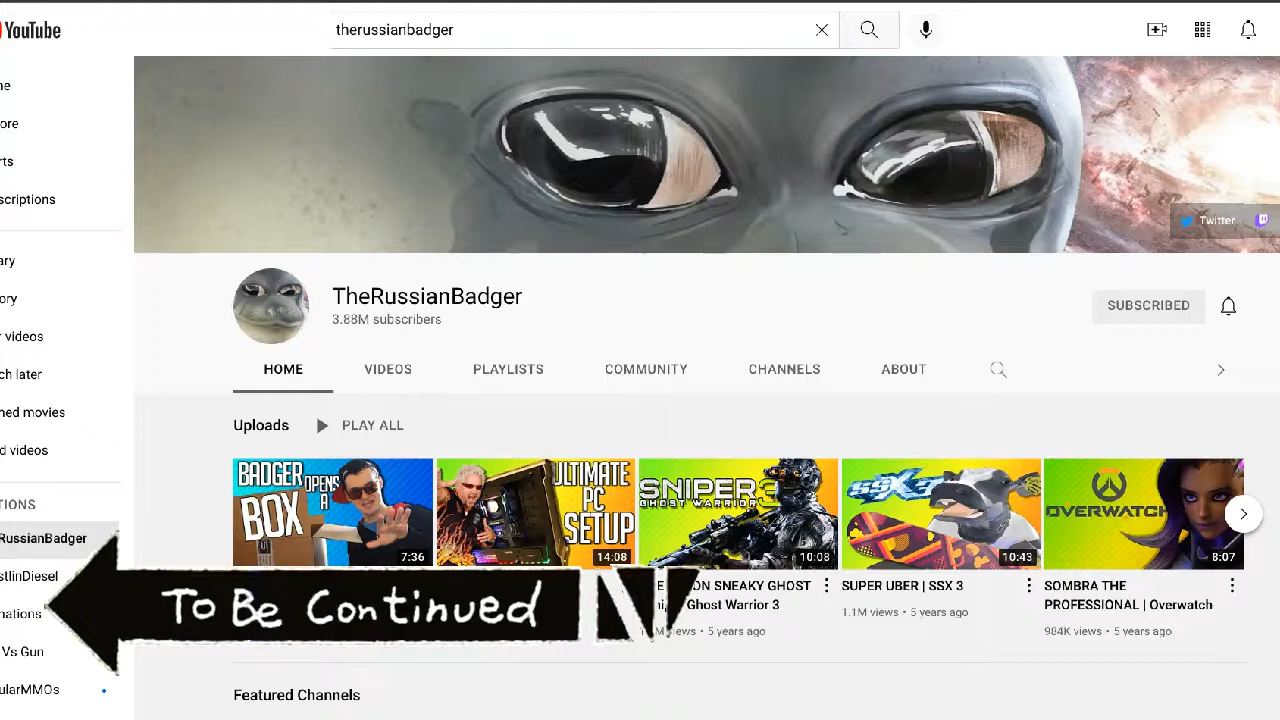 YouTube
therussianbadger
ne
ore
rts
scriptions
ary
ory
r videos
ch later
ned movies
d videos
TIONS
RussianBadger
stlinDiesel
nations
Vs Gun
ularMMOs
Twitter
TheRussianBadger
3.88M subscribers
SUBSCRIBED
HOME VIDEOS PLAYLISTS COMMUNITY CHANNELS ABOUT
Uploads PLAY ALL
BADGER OPENS A BOX
7:36
ULTIMATE PC SETUP
14:08
SNIPER 3
GHOST WARRIOR
10:08
SSX3
10:43
OVERWATCH
8:07
ON SNEAKY GHOST
Ghost Warrior 3
views • 5 years ago
SUPER UBER | SSX 3
1.1M views • 5 years ago
SOMBRA THE
PROFESSIONAL | Overwatch
984K views • 5 years ago
To Be Continued
Featured Channels